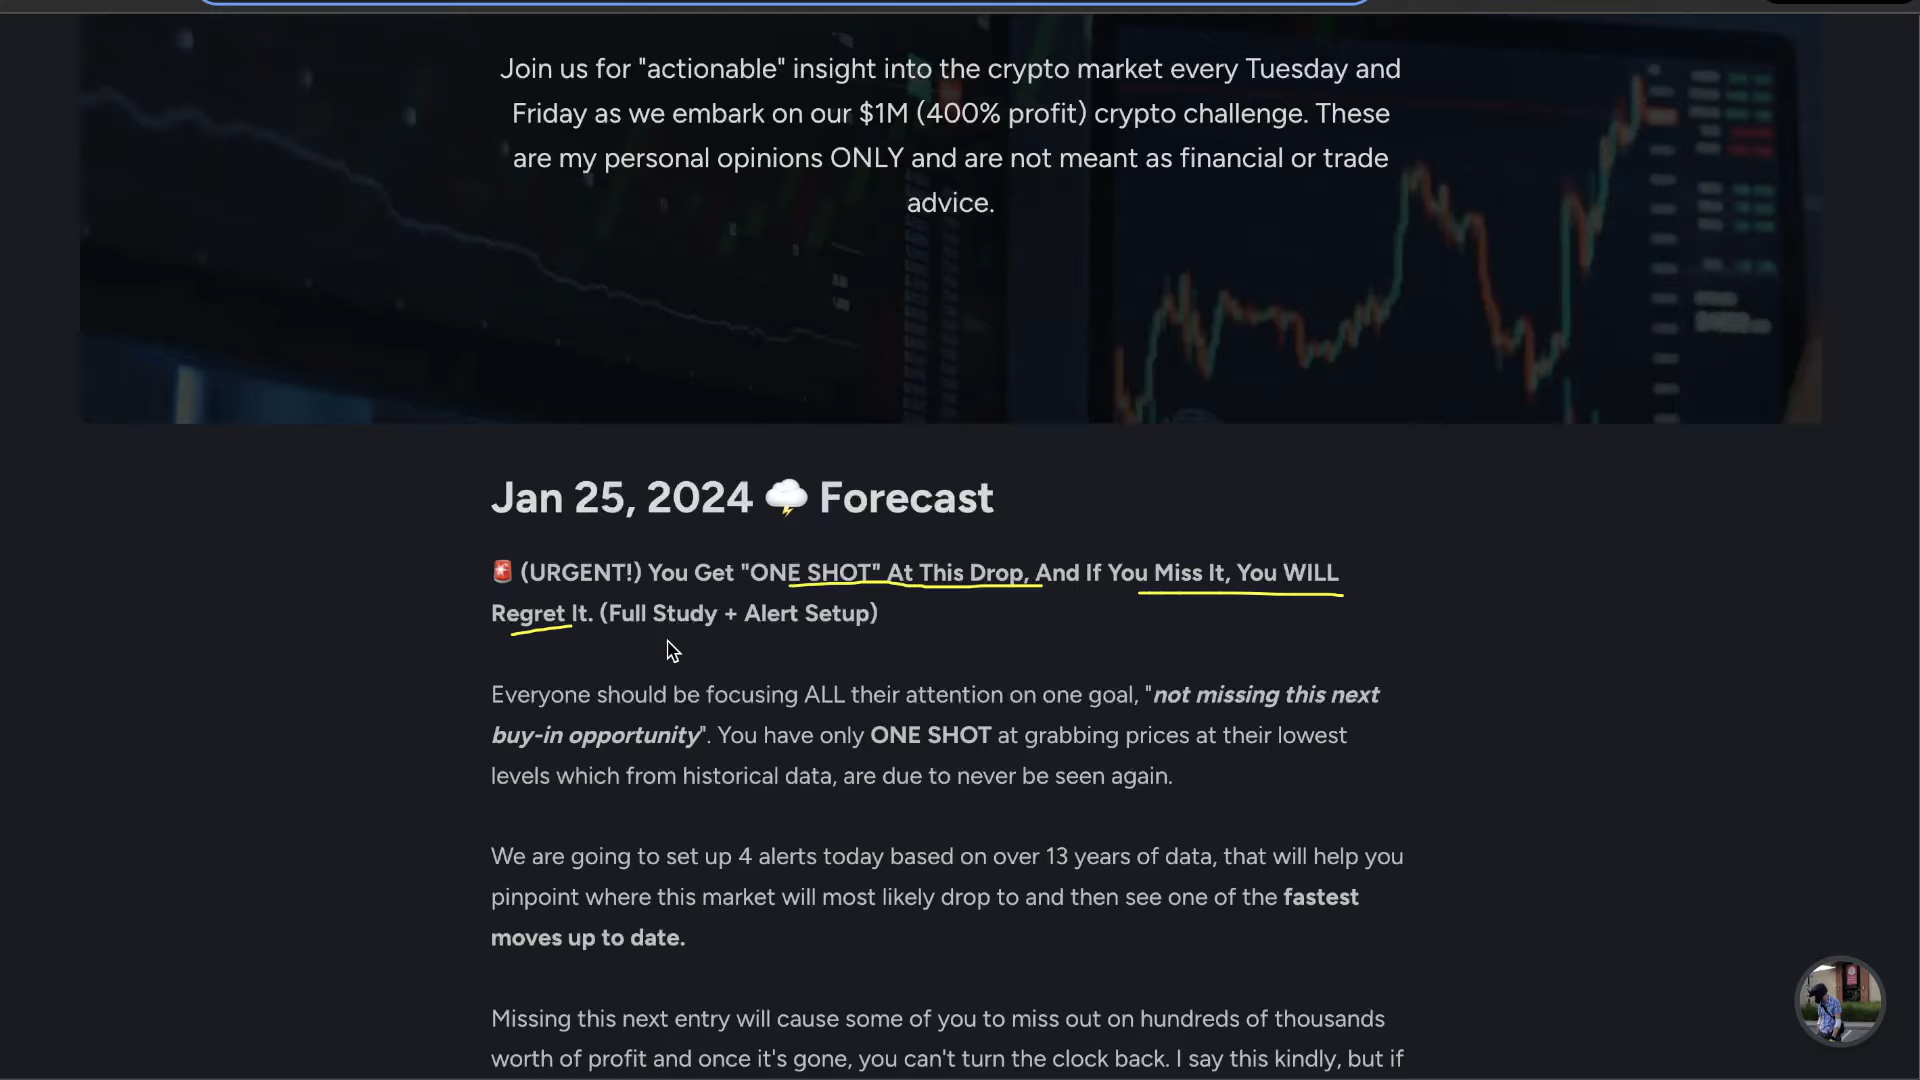 Join us for "actionable" insight into the crypto market every Tuesday and
Friday as we embark on our $1M (400% profit) crypto challenge. These
are my personal opinions ONLY and are not meant as financial or trade
advice.
Jan 25, 2024 🌩️ Forecast
🚨 (URGENT!) You Get "ONE SHOT" At This Drop, And If You Miss It, You WILL
Regret It. (Full Study + Alert Setup)
Everyone should be focusing ALL their attention on one goal, "not missing this next
buy-in opportunity". You have only ONE SHOT at grabbing prices at their lowest
levels which from historical data, are due to never be seen again.
We are going to set up 4 alerts today based on over 13 years of data, that will help you
pinpoint where this market will most likely drop to and then see one of the fastest
moves up to date.
Missing this next entry will cause some of you to miss out on hundreds of thousands
worth of profit and once it's gone, you can't turn the clock back. I say this kindly, but if